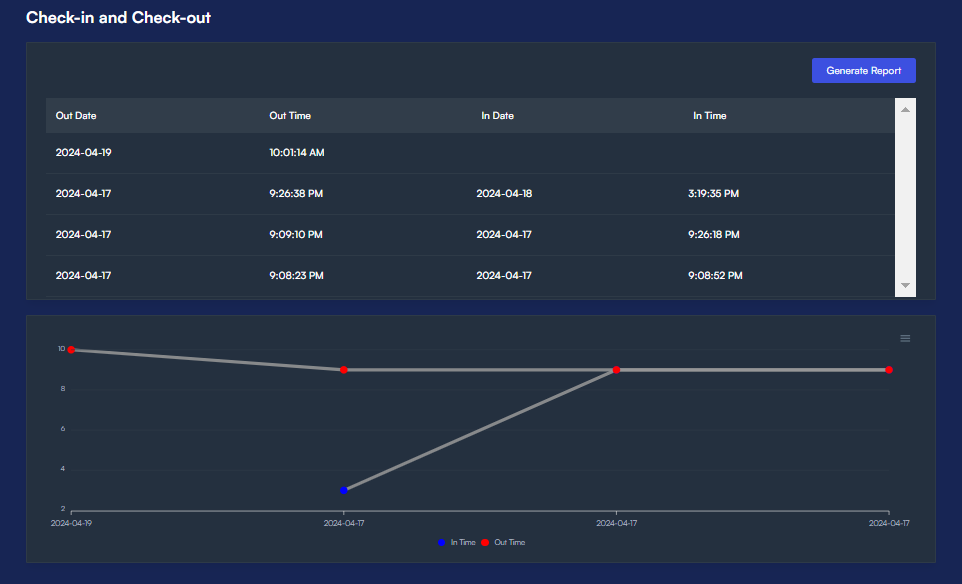 Check-in and Check-out
Generate Report
Out Date Out Time In Date In Time
2024-04-19 10:01:14 AM
2024-04-17 9:26:38 PM 2024-04-18 3:19:35 PM
2024-04-17 9:09:10 PM 2024-04-17 9:26:18 PM
2024-04-17 9:08:23 PM 2024-04-17 9:08:52 PM
10
8
6
4
2
2024-04-19 2024-04-17 2024-04-17 2024-04-17
In Time Out Time